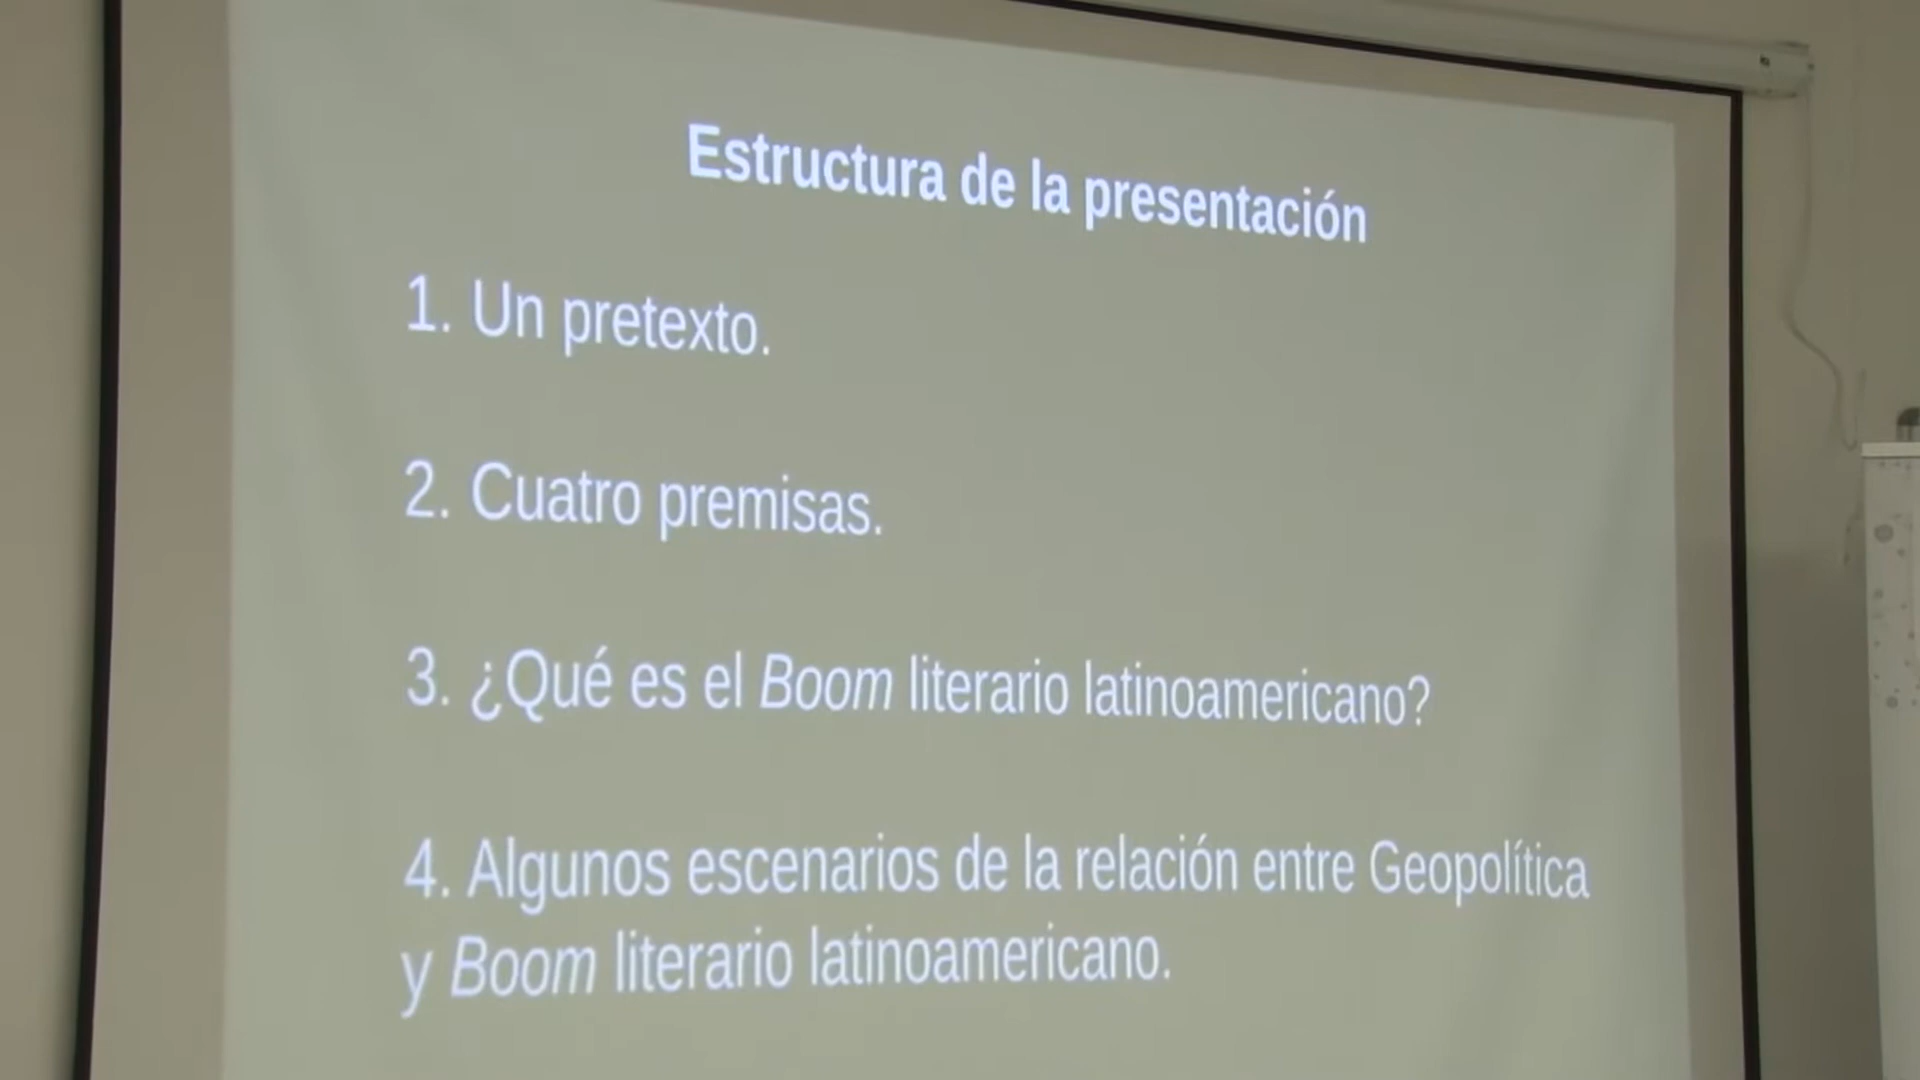 Estructura de la presentación
1. Un pretexto.
2. Cuatro premisas.
3. ¿Qué es el Boom literario latinoamericano?
4. Algunos escenarios de la relación entre Geopolítica
y Boom literario latinoamericano.